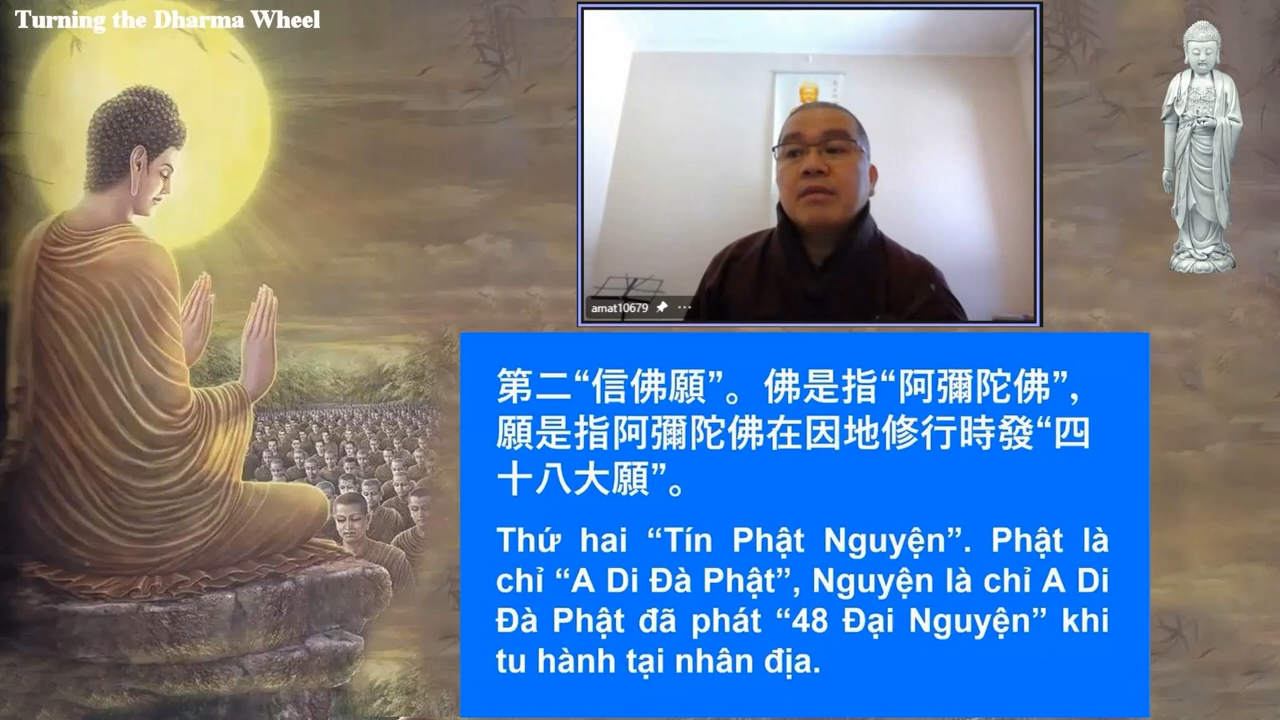 Turning the Dharma Wheel
amat10679
第二“信佛願”。佛是指“阿彌陀佛”,
願是指阿彌陀佛在因地修行時發“四
十八大願”。
Thứ hai “Tín Phật Nguyện”. Phật là
chỉ “A Di Đà Phật”, Nguyện là chỉ A Di
Đà Phật đã phát “48 Đại Nguyện” khi
tu hành tại nhân địa.